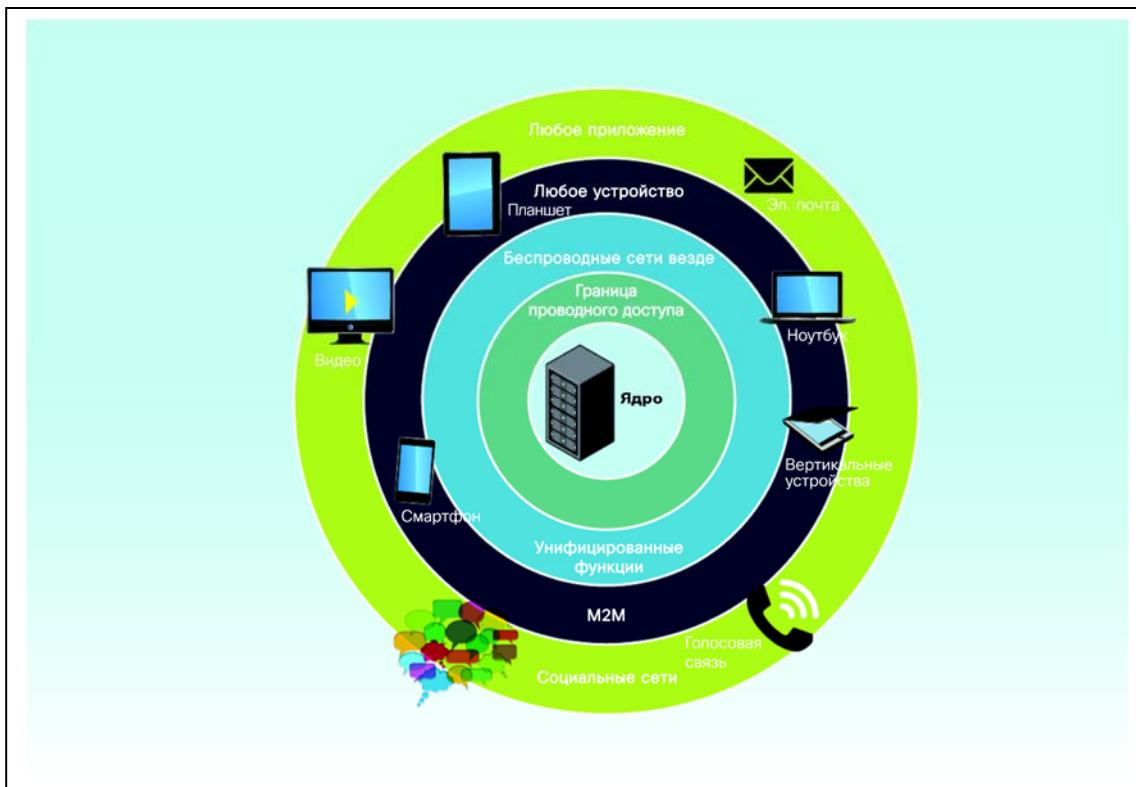 Любое приложение
Эл. почта
Любое устройство
Планшет
Беспроводные сети везде
Граница
проводного доступа
Ноутбук
Видео
Ядро
Вертикальные
устройства
Смартфон
Унифицированные
функции
M2M
Голосовая
связь
Социальные сети